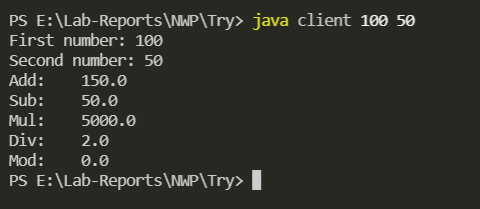 PS E:\Lab-Reports\NWP\Try> java client 100 50
First number: 100
Second number: 50
Add:    150.0
Sub:    50.0
Mul:    5000.0
Div:    2.0
Mod:    0.0
PS E:\Lab-Reports\NWP\Try>